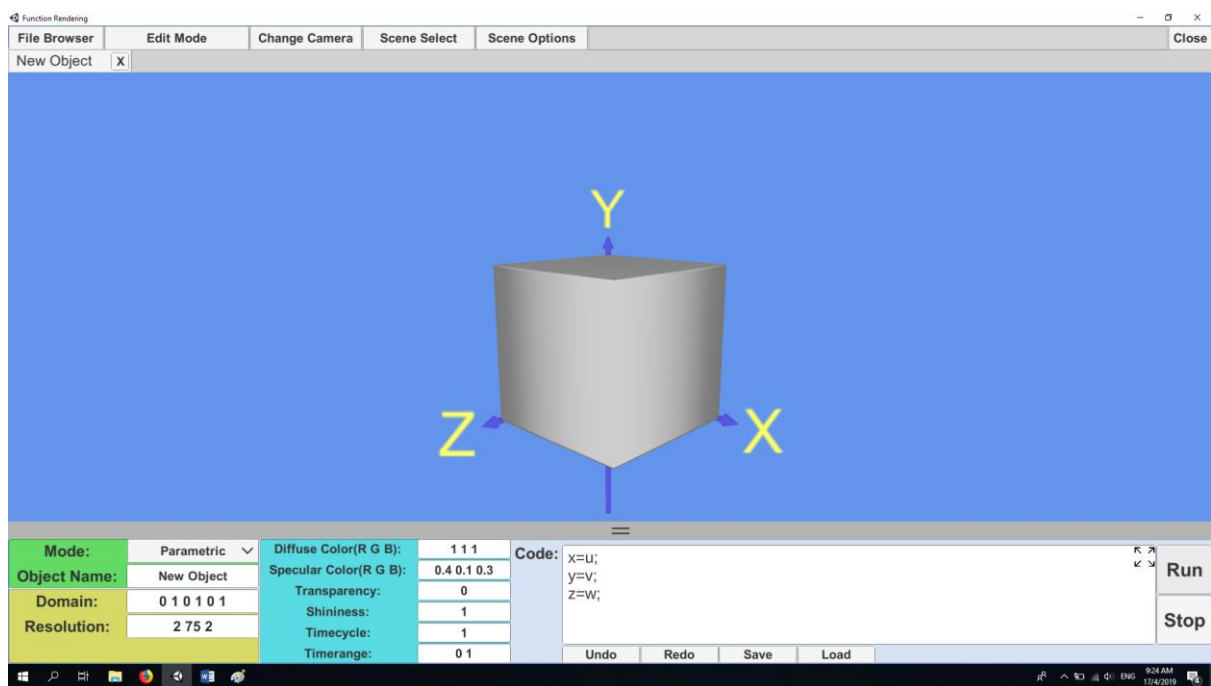 Function Rendering
File Browser Edit Mode Change Camera Scene Select Scene Options Close
New Object X
Y
Z X
Mode: Parametric
Object Name: New Object
Domain: 0 1 0 1 0 1
Resolution: 2 75 2
Diffuse Color(R G B): 1 1 1
Specular Color(R G B): 0.4 0.1 0.3
Transparency: 0
Shininess: 1
Timecycle: 1
Timerange: 0 1
Code:
x=u;
y=v;
z=w;
Run
Stop
Undo Redo Save Load
ENG 9:24 AM
17/4/2019